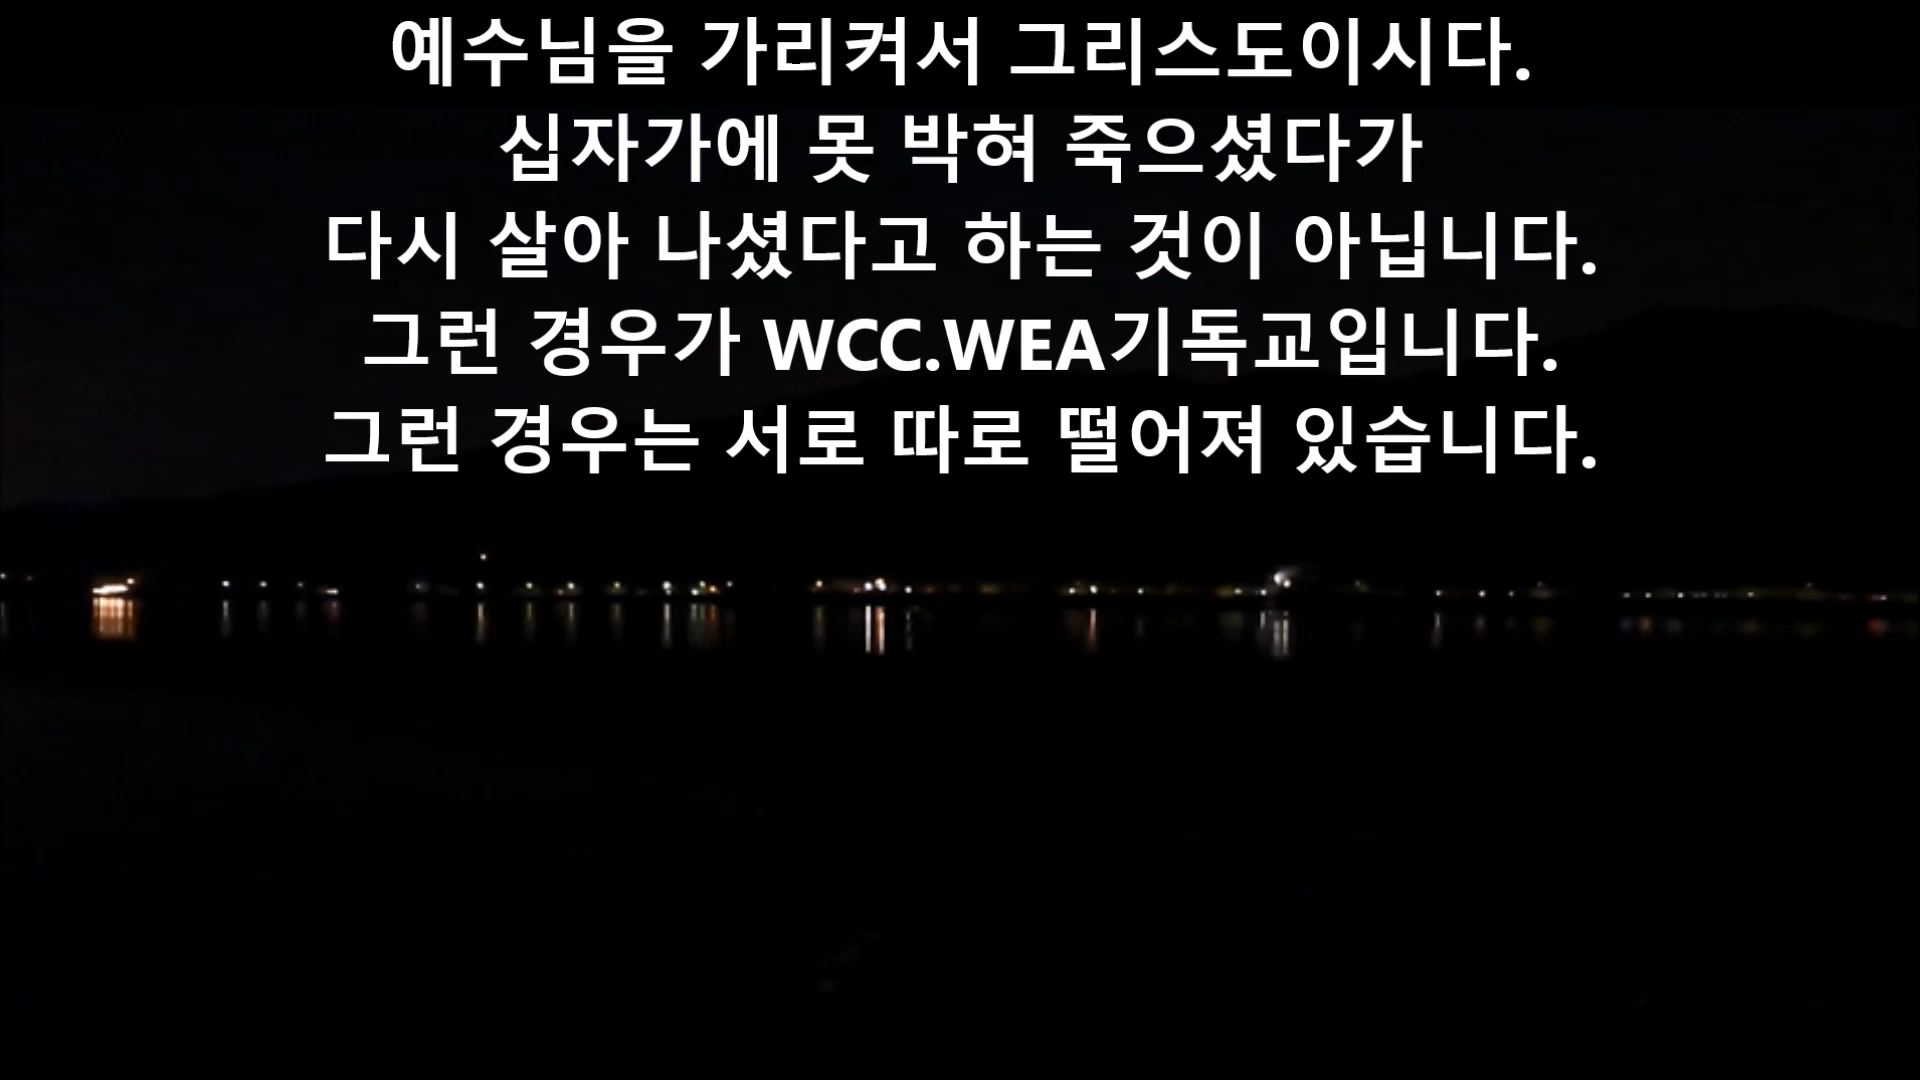 예수님을 가리켜서 그리스도이시다.
십자가에 못 박혀 죽으셨다가
다시 살아 나셨다고 하는 것이 아닙니다.
그런 경우가 WCC.WEA기독교입니다.
그런 경우는 서로 따로 떨어져 있습니다.